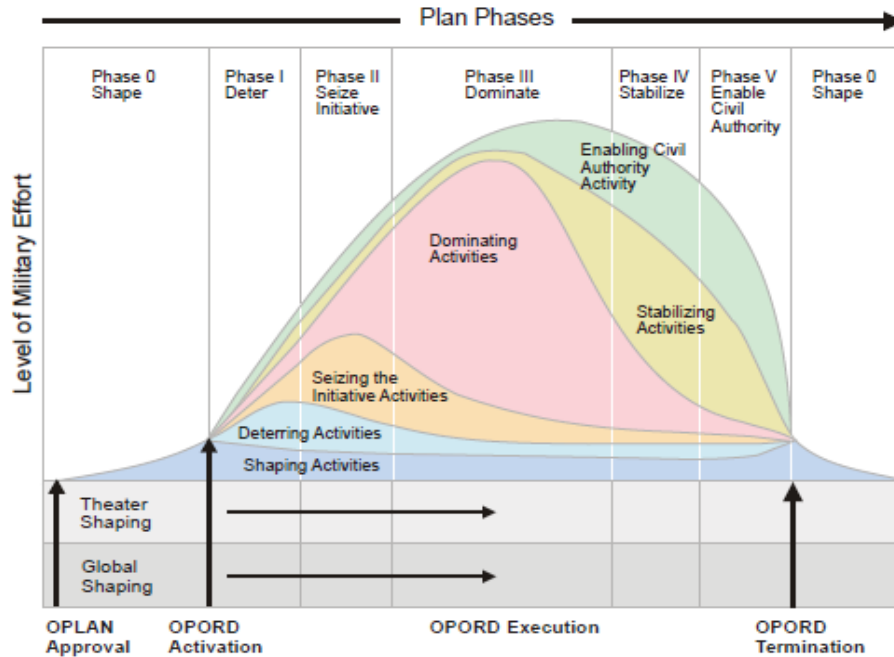 Plan Phases
Phase 0
Shape
Phase I
Deter
Phase II
Seize
Initiative
Phase III
Dominate
Phase IV
Stabilize
Phase V
Enable
Civil
Authority
Phase 0
Shape
Level of Military Effort
Enabling Civil
Authority
Activity
Dominating
Activities
Stabilizing
Activities
Seizing the
Initiative Activities
Deterring Activities
Shaping Activities
Theater
Shaping
Global
Shaping
OPLAN
Approval
OPORD
Activation
OPORD Execution
OPORD
Termination